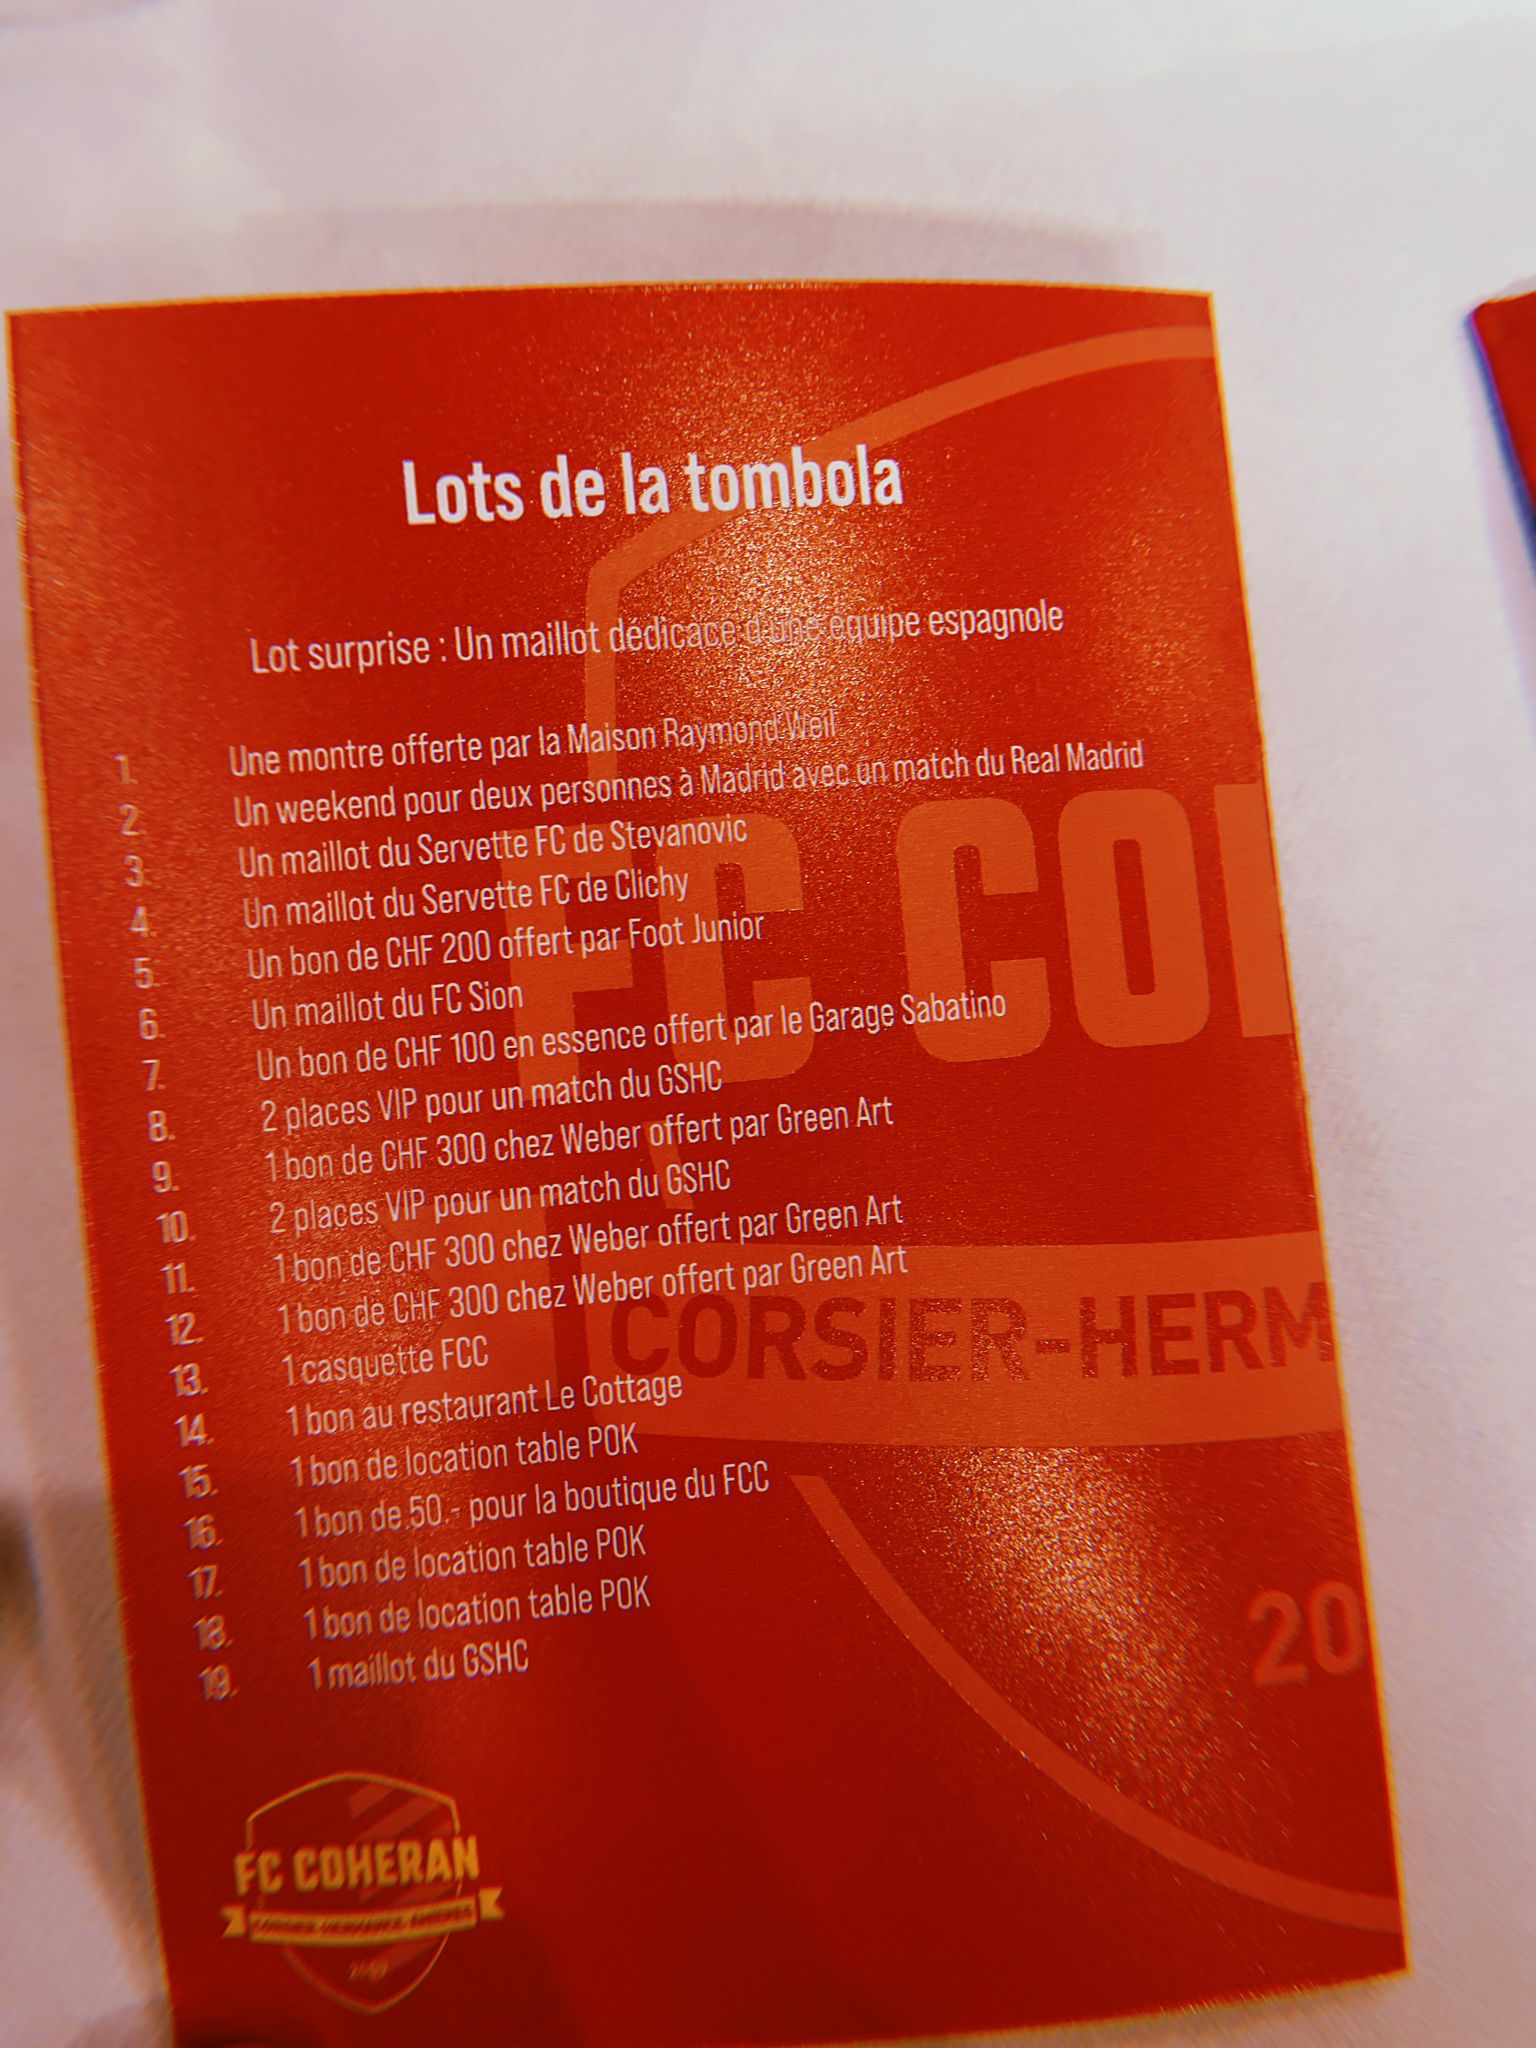 Lots de la tombola
Lot surprise : Un maillot dédicacé d'une équipe espagnole
1. Une montre offerte par la Maison Raymond Weil
2. Un weekend pour deux personnes à Madrid avec un match du Real Madrid
3. Un maillot du Servette FC de Stevanovic
4. Un maillot du Servette FC de Clichy
5. Un bon de CHF 200 offert par Foot Junior
6. Un maillot du FC Sion
7. Un bon de CHF 100 en essence offert par le Garage Sabatino
8. 2 places VIP pour un match du GSHC
9. 1 bon de CHF 300 chez Weber offert par Green Art
10. 2 places VIP pour un match du GSHC
11. 1 bon de CHF 300 chez Weber offert par Green Art
12. 1 bon de CHF 300 chez Weber offert par Green Art
13. 1 casquette FCC
14. 1 bon au restaurant Le Cottage
15. 1 bon de location table POK
16. 1 bon de 50.- pour la boutique du FCC
17. 1 bon de location table POK
18. 1 bon de location table POK
19. 1 maillot du GSHC
FC CO
CORSIER-HERM
20
FC COHERAN